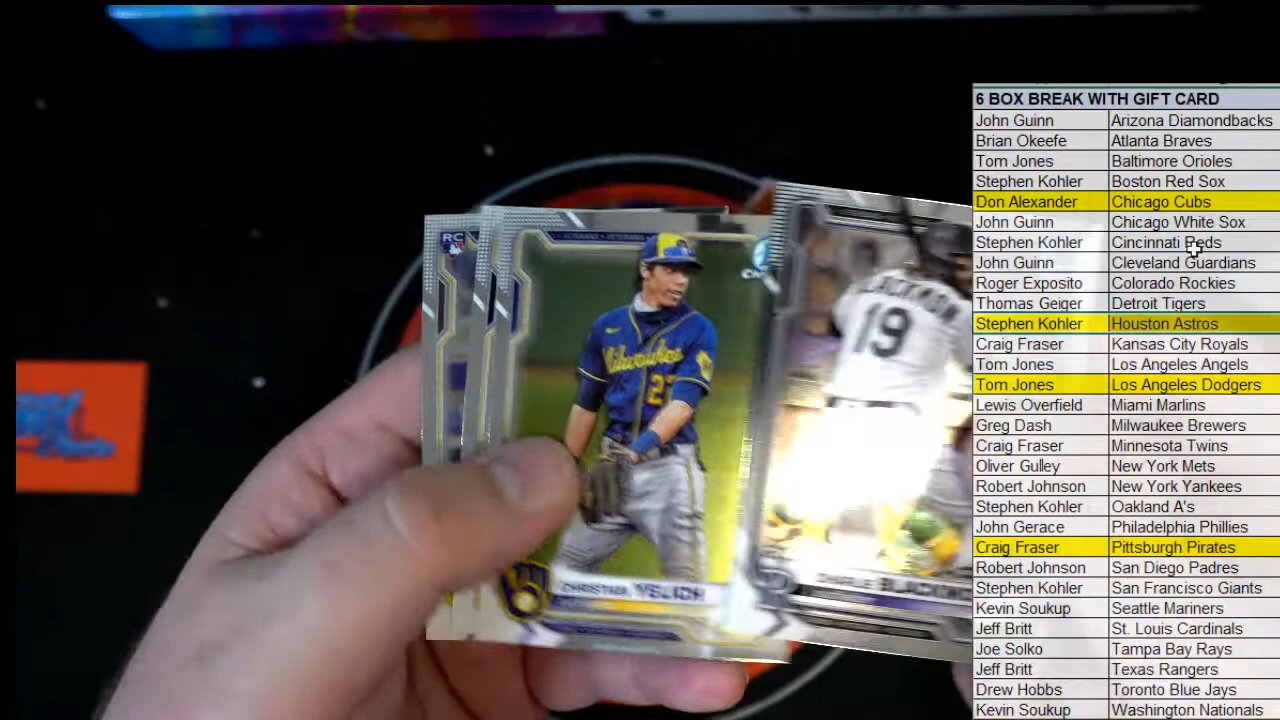 6 BOX BREAK WITH GIFT CARD
John Guinn Arizona Diamondbacks
Brian Okeefe Atlanta Braves
Tom Jones Baltimore Orioles
Stephen Kohler Boston Red Sox
Don Alexander Chicago Cubs
John Guinn Chicago White Sox
Stephen Kohler Cincinnati Reds
John Guinn Cleveland Guardians
Roger Exposito Colorado Rockies
Thomas Geiger Detroit Tigers
Stephen Kohler Houston Astros
Craig Fraser Kansas City Royals
Tom Jones Los Angeles Angels
Tom Jones Los Angeles Dodgers
Lewis Overfield Miami Marlins
Greg Dash Milwaukee Brewers
Craig Fraser Minnesota Twins
Oliver Gulley New York Mets
Robert Johnson New York Yankees
Stephen Kohler Oakland A's
John Gerace Philadelphia Phillies
Craig Fraser Pittsburgh Pirates
Robert Johnson San Diego Padres
Stephen Kohler San Francisco Giants
Kevin Soukup Seattle Mariners
Jeff Britt St. Louis Cardinals
Joe Solko Tampa Bay Rays
Jeff Britt Texas Rangers
Drew Hobbs Toronto Blue Jays
Kevin Soukup Washington Nationals
RC
VETERANS • VETERANS
Milwaukee
22
CHRISTIAN YELICH
19
CHARLIE BLACKMO